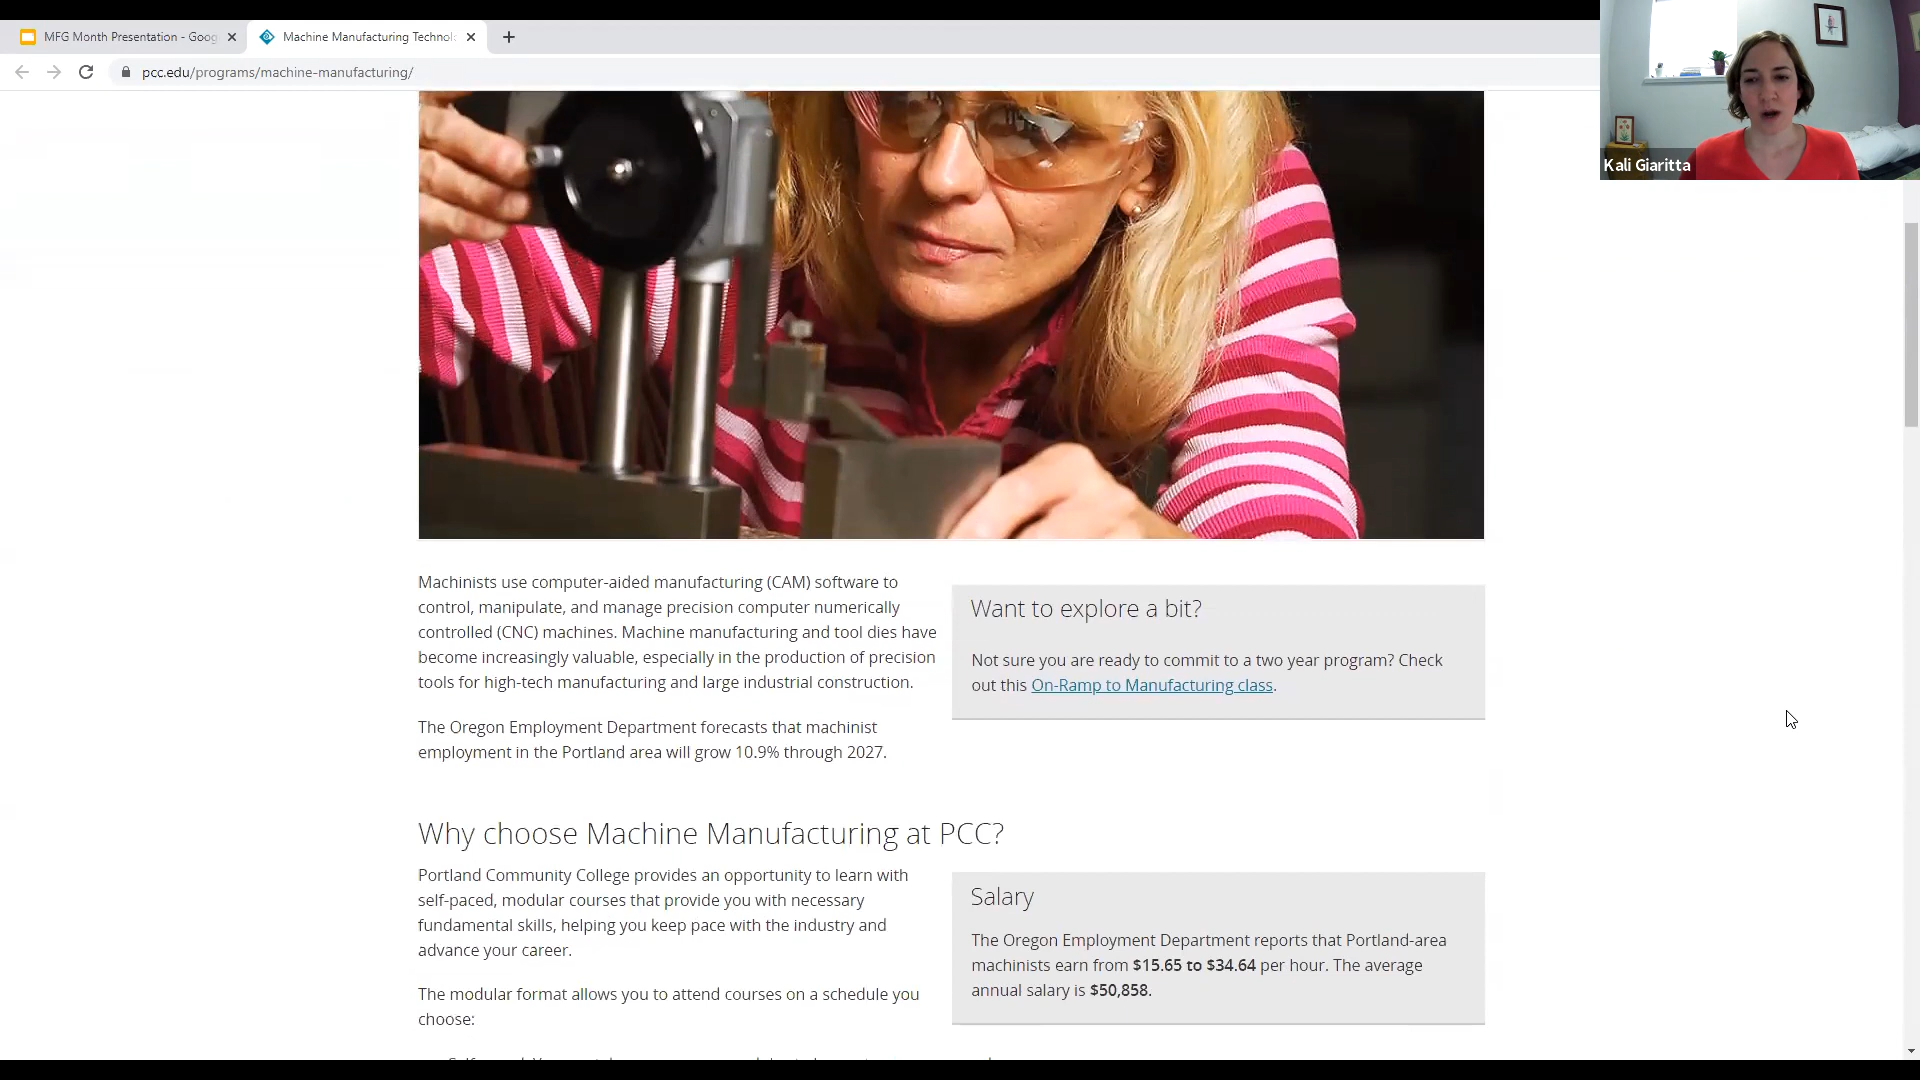 MFG Month Presentation - Goog
Machine Manufacturing Technol
pcc.edu/programs/machine-manufacturing/
Kali Giaritta
Machinists use computer-aided manufacturing (CAM) software to
control, manipulate, and manage precision computer numerically
controlled (CNC) machines. Machine manufacturing and tool dies have
become increasingly valuable, especially in the production of precision
tools for high-tech manufacturing and large industrial construction.
The Oregon Employment Department forecasts that machinist
employment in the Portland area will grow 10.9% through 2027.
Want to explore a bit?
Not sure you are ready to commit to a two year program? Check
out this On-Ramp to Manufacturing class.
Why choose Machine Manufacturing at PCC?
Portland Community College provides an opportunity to learn with
self-paced, modular courses that provide you with necessary
fundamental skills, helping you keep pace with the industry and
advance your career.
The modular format allows you to attend courses on a schedule you
choose:
Salary
The Oregon Employment Department reports that Portland-area
machinists earn from $15.65 to $34.64 per hour. The average
annual salary is $50,858.